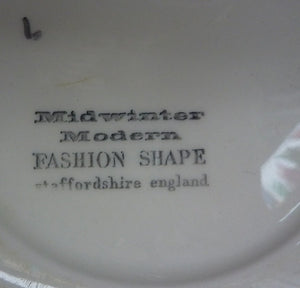 Midwinter
Modern
FASHION SHAPE
staffordshire england